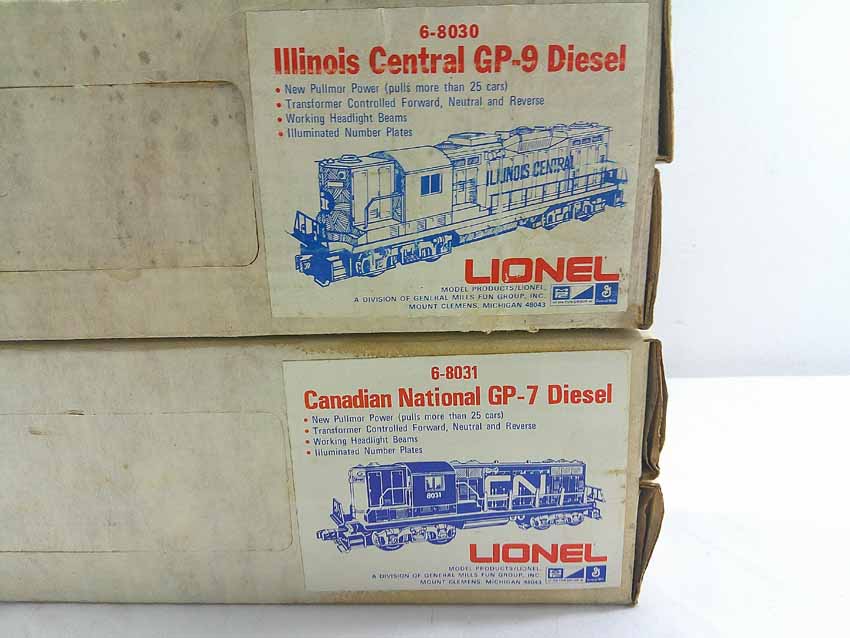 6-8030
Illinois Central GP-9 Diesel
• New Pullmor Power (pulls more than 25 cars)
• Transformer Controlled Forward, Neutral and Reverse
• Working Headlight Beams
• Illuminated Number Plates
ILLINOIS CENTRAL
LIONEL
MODEL PRODUCTS/LIONEL,
A DIVISION OF GENERAL MILLS FUN GROUP, INC.
MOUNT CLEMENS, MICHIGAN 48043
6-8031
Canadian National GP-7 Diesel
• New Pullmor Power (pulls more than 25 cars)
• Transformer Controlled Forward, Neutral and Reverse
• Working Headlight Beams
• Illuminated Number Plates
8031
CN
LIONEL
MODEL PRODUCTS/LIONEL,
A DIVISION OF GENERAL MILLS FUN GROUP, INC.
MOUNT CLEMENS, MICHIGAN 48043